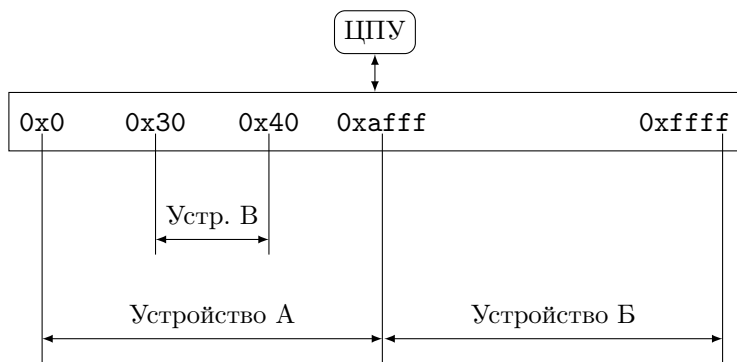 ЦПУ
0x0 0x30 0x40 0xafff 0xffff
Устр. В
Устройство А Устройство Б